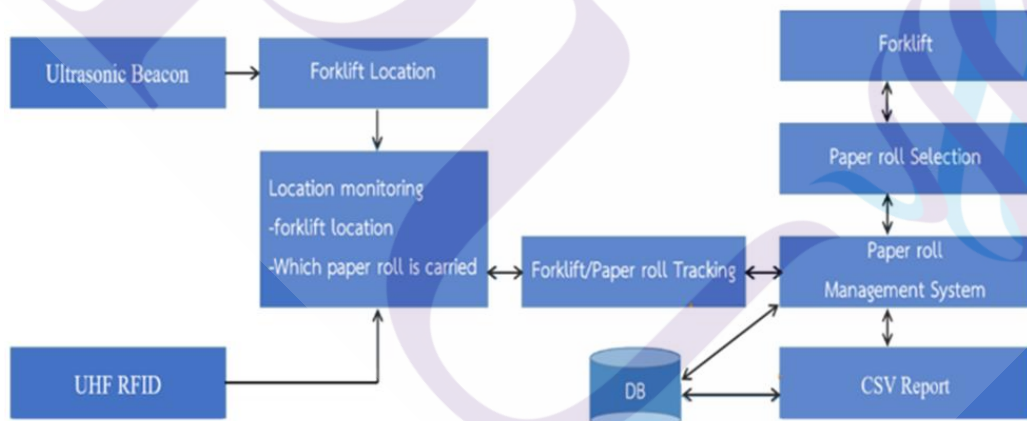 Ultrasonic Beacon
Forklift Location
Forklift
Paper roll Selection
Location monitoring
-forklift location
-Which paper roll is carried
Forklift/Paper roll Tracking
Paper roll
Management System
UHF RFID
DB
CSV Report